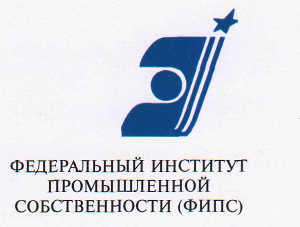 ФЕДЕРАЛЬНЫЙ ИНСТИТУТ
ПРОМЫШЛЕННОЙ
СОБСТВЕННОСТИ (ФИПС)